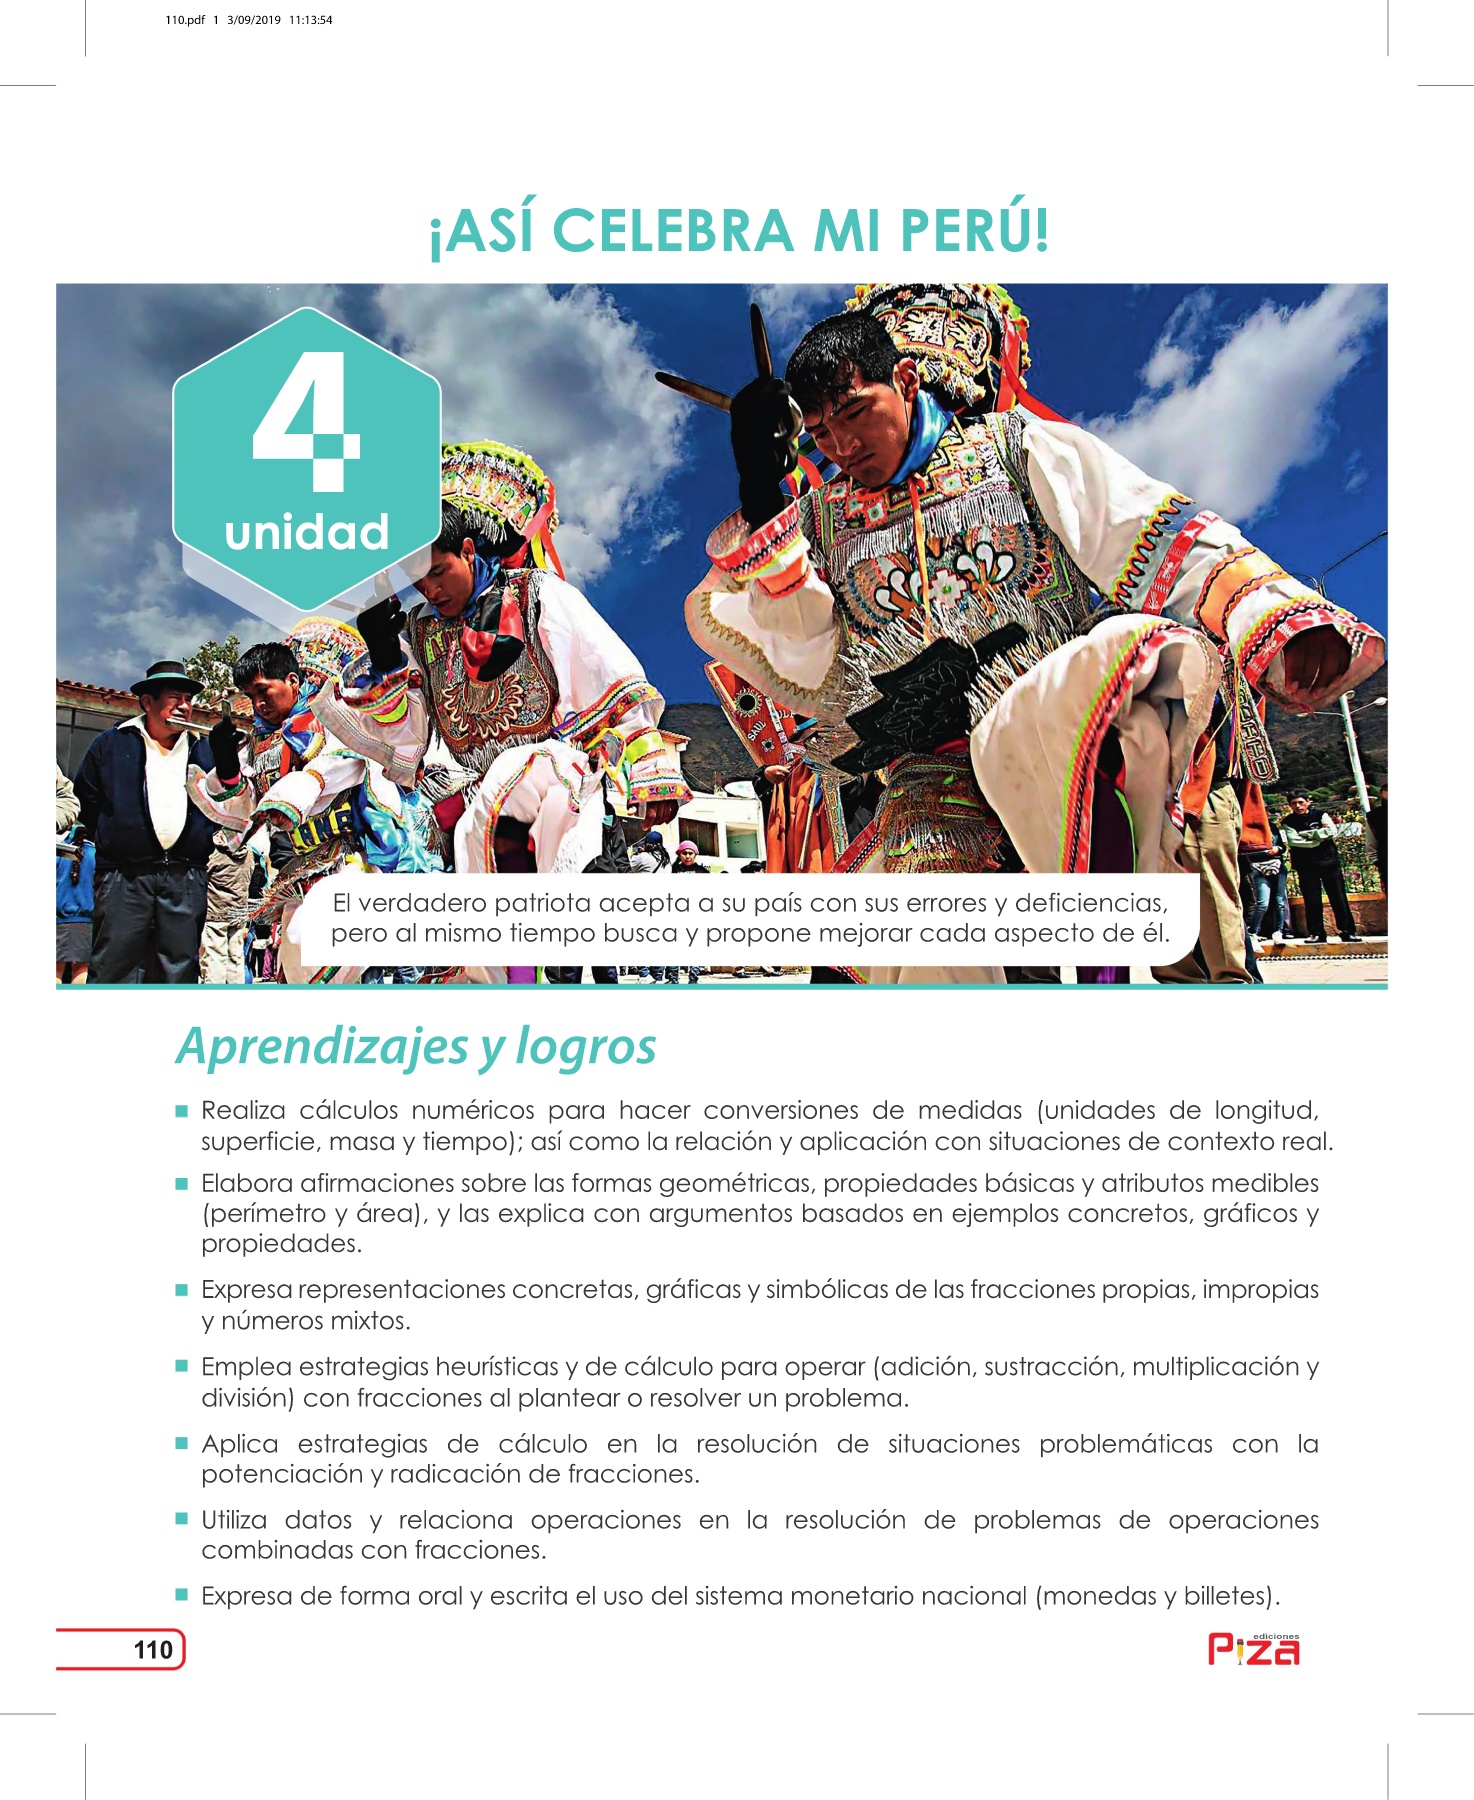 110.pdf 1 3/09/2019 11:13:54
¡ASÍ CELEBRA MI PERÚ!
4
unidad
El verdadero patriota acepta a su país con sus errores y deficiencias,
pero al mismo tiempo busca y propone mejorar cada aspecto de él.
Aprendizajes y logros
Realiza cálculos numéricos para hacer conversiones de medidas (unidades de longitud,
superficie, masa y tiempo); así como la relación y aplicación con situaciones de contexto real.
Elabora afirmaciones sobre las formas geométricas, propiedades básicas y atributos medibles
(perímetro y área), y las explica con argumentos basados en ejemplos concretos, gráficos y
propiedades.
Expresa representaciones concretas, gráficas y simbólicas de las fracciones propias, impropias
y números mixtos.
Emplea estrategias heurísticas y de cálculo para operar (adición, sustracción, multiplicación y
división) con fracciones al plantear o resolver un problema.
Aplica estrategias de cálculo en la resolución de situaciones problemáticas con la
potenciación y radicación de fracciones.
Utiliza datos y relaciona operaciones en la resolución de problemas de operaciones
combinadas con fracciones.
Expresa de forma oral y escrita el uso del sistema monetario nacional (monedas y billetes).
110
ediciones
Piza